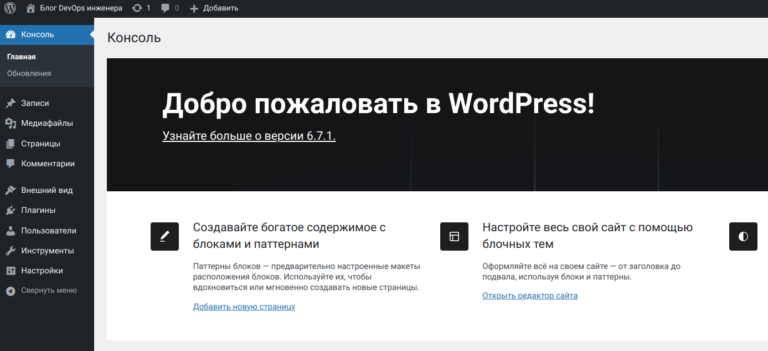 Блог DevOps инженера 1 0 Добавить
Консоль
Главная
Обновления
Записи
Медиафайлы
Страницы
Комментарии
Внешний вид
Плагины
Пользователи
Инструменты
Настройки
Свернуть меню
Консоль
Добро пожаловать в WordPress!
Узнайте больше о версии 6.7.1.
Создавайте богатое содержимое с
блоками и паттернами
Паттерны блоков — предварительно настроенные макеты
расположения блоков. Используйте их, чтобы
вдохновиться или мгновенно создавать новые страницы.
Добавить новую страницу
Настройте весь свой сайт с помощью
блочных тем
Оформляйте всё на своем сайте — от заголовка до
подвала, используя блоки и паттерны.
Открыть редактор сайта